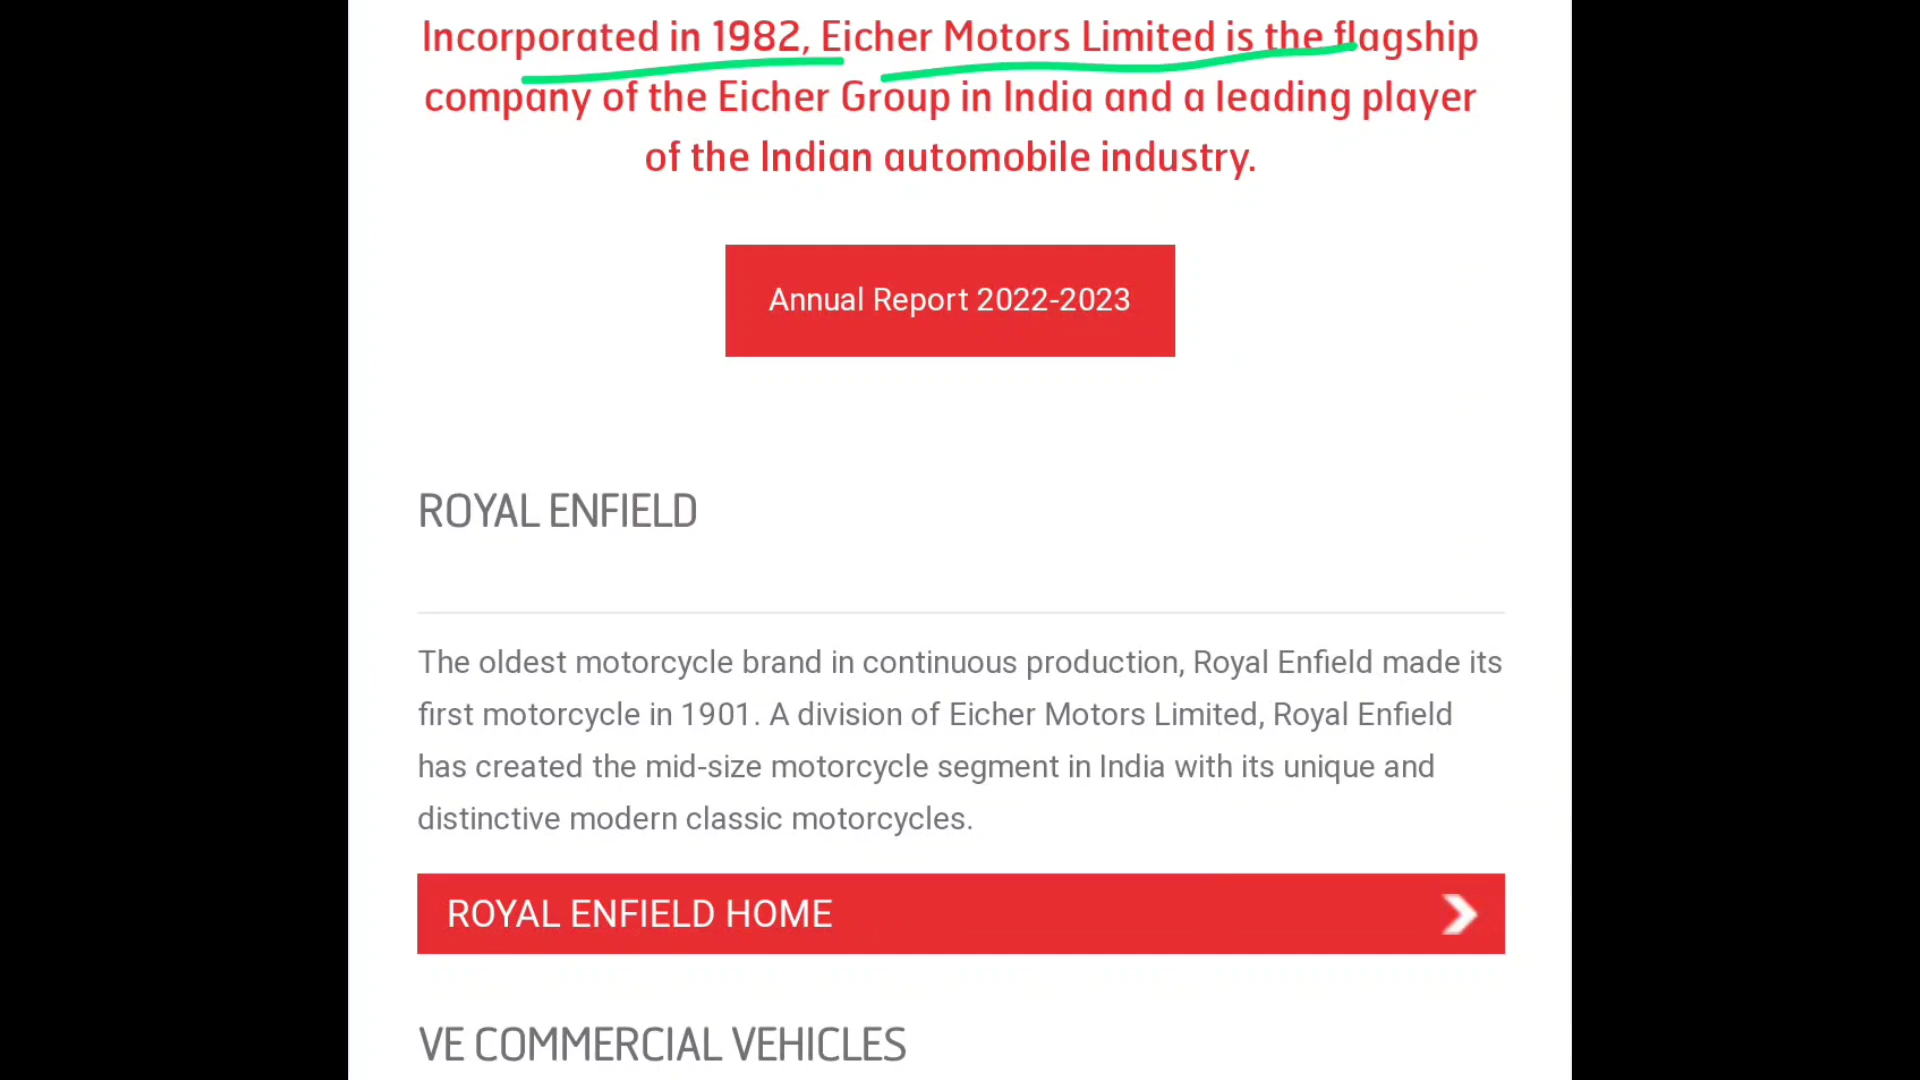 Incorporated in 1982, Eicher Motors Limited is the flagship
company of the Eicher Group in India and a leading player
of the Indian automobile industry.
Annual Report 2022-2023
ROYAL ENFIELD
The oldest motorcycle brand in continuous production, Royal Enfield made its
first motorcycle in 1901. A division of Eicher Motors Limited, Royal Enfield
has created the mid-size motorcycle segment in India with its unique and
distinctive modern classic motorcycles.
ROYAL ENFIELD HOME
VE COMMERCIAL VEHICLES